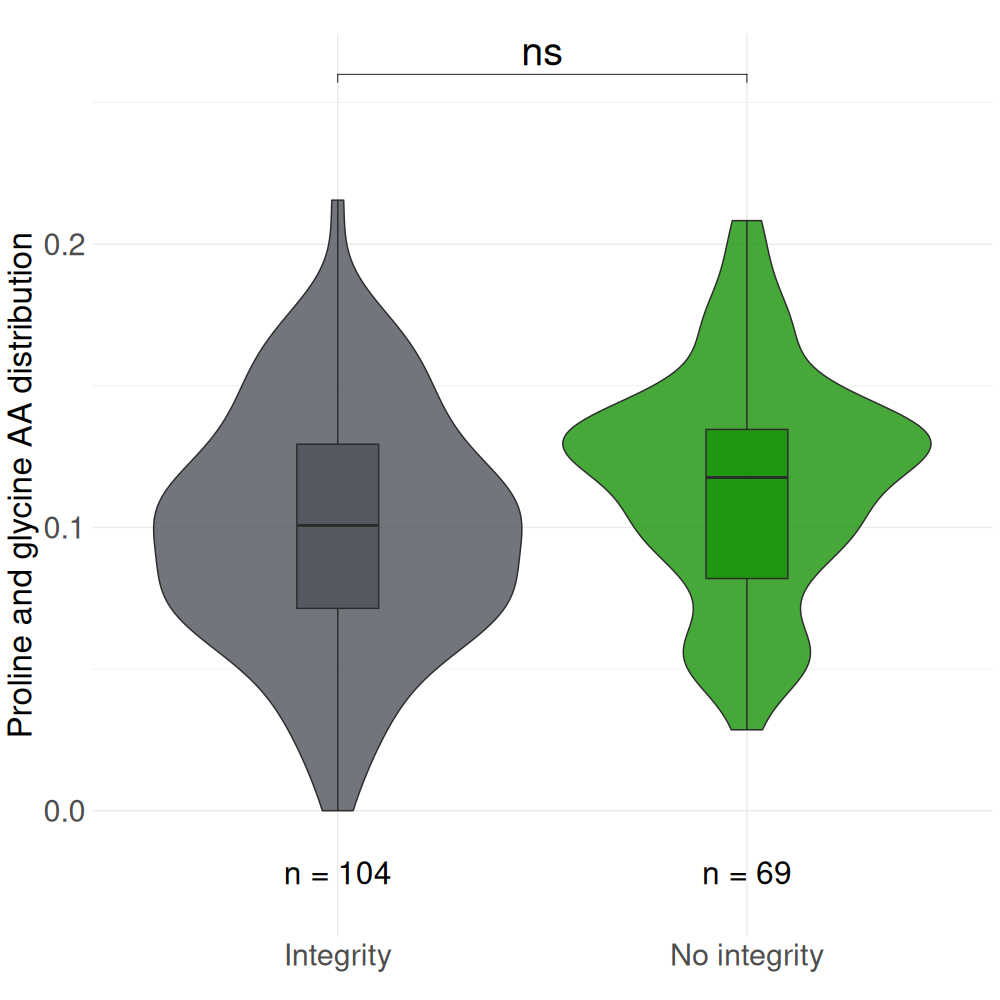 ns
Proline and glycine AA distribution
0.2
0.1
0.0
n = 104
n = 69
Integrity
No integrity